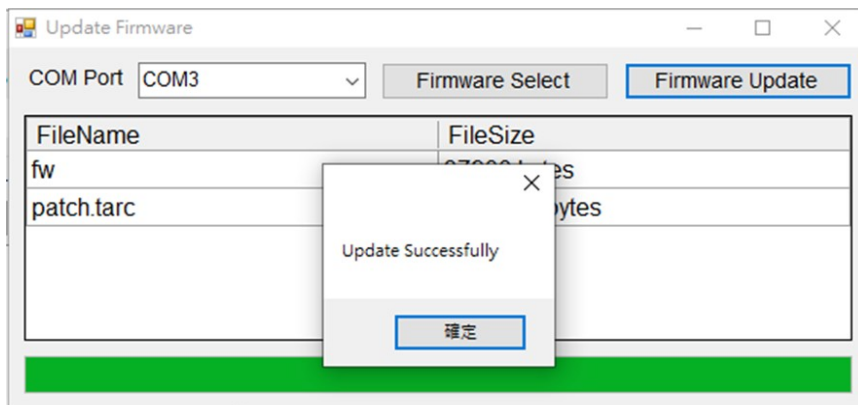 Update Firmware
COM Port COM3 Firmware Select Firmware Update
FileName FileSize
fw
patch.tarc
Update Successfully
確定